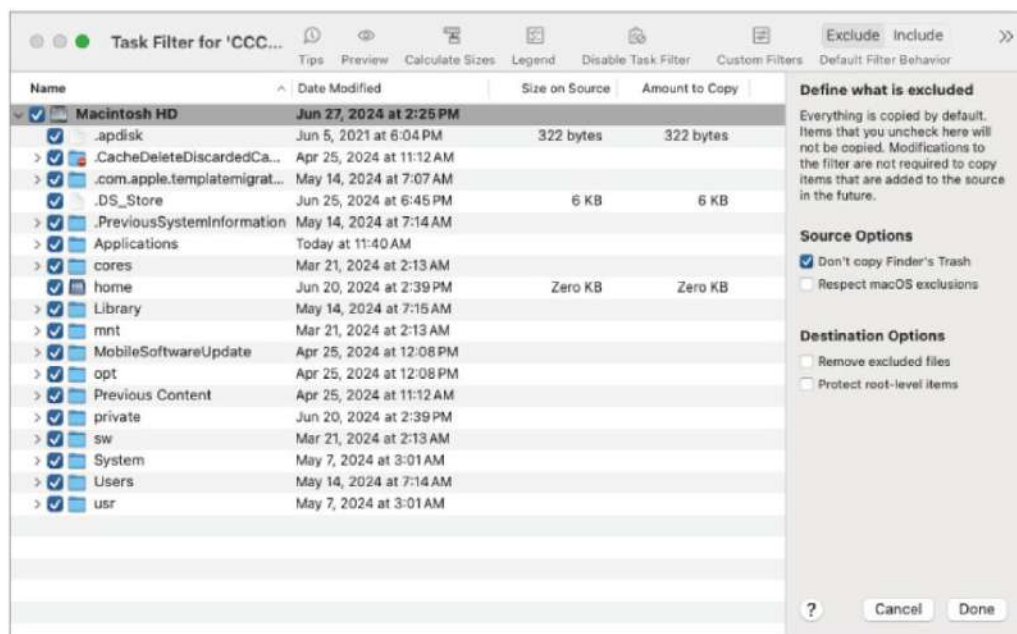 Task Filter for 'CCC...
Tips Preview Calculate Sizes Legend Disable Task Filter Custom Filters Exclude Include Default Filter Behavior
Name Date Modified Size on Source Amount to Copy
Macintosh HD Jun 27, 2024 at 2:25 PM
.apdisk Jun 5, 2021 at 6:04 PM 322 bytes 322 bytes
.CacheDeleteDiscardedCa... Apr 25, 2024 at 11:12 AM
.com.apple.templatemigrat... May 14, 2024 at 7:07 AM
.DS_Store Jun 25, 2024 at 6:45 PM 6 KB 6 KB
.PreviousSystemInformation May 14, 2024 at 7:14 AM
Applications Today at 11:40 AM
cores Mar 21, 2024 at 2:13 AM
home Jun 20, 2024 at 2:39 PM Zero KB Zero KB
Library May 14, 2024 at 7:15 AM
mnt Mar 21, 2024 at 2:13 AM
MobileSoftwareUpdate Apr 25, 2024 at 12:08 PM
opt Apr 25, 2024 at 12:08 PM
Previous Content Apr 25, 2024 at 11:12 AM
private Jun 20, 2024 at 2:39 PM
sw Mar 21, 2024 at 2:13 AM
System May 7, 2024 at 3:01 AM
Users May 14, 2024 at 7:14 AM
usr May 7, 2024 at 3:01 AM
Define what is excluded
Everything is copied by default.
Items that you uncheck here will
not be copied. Modifications to
the filter are not required to copy
items that are added to the source
in the future.
Source Options
Don't copy Finder's Trash
Respect macOS exclusions
Destination Options
Remove excluded files
Protect root-level items
? Cancel Done